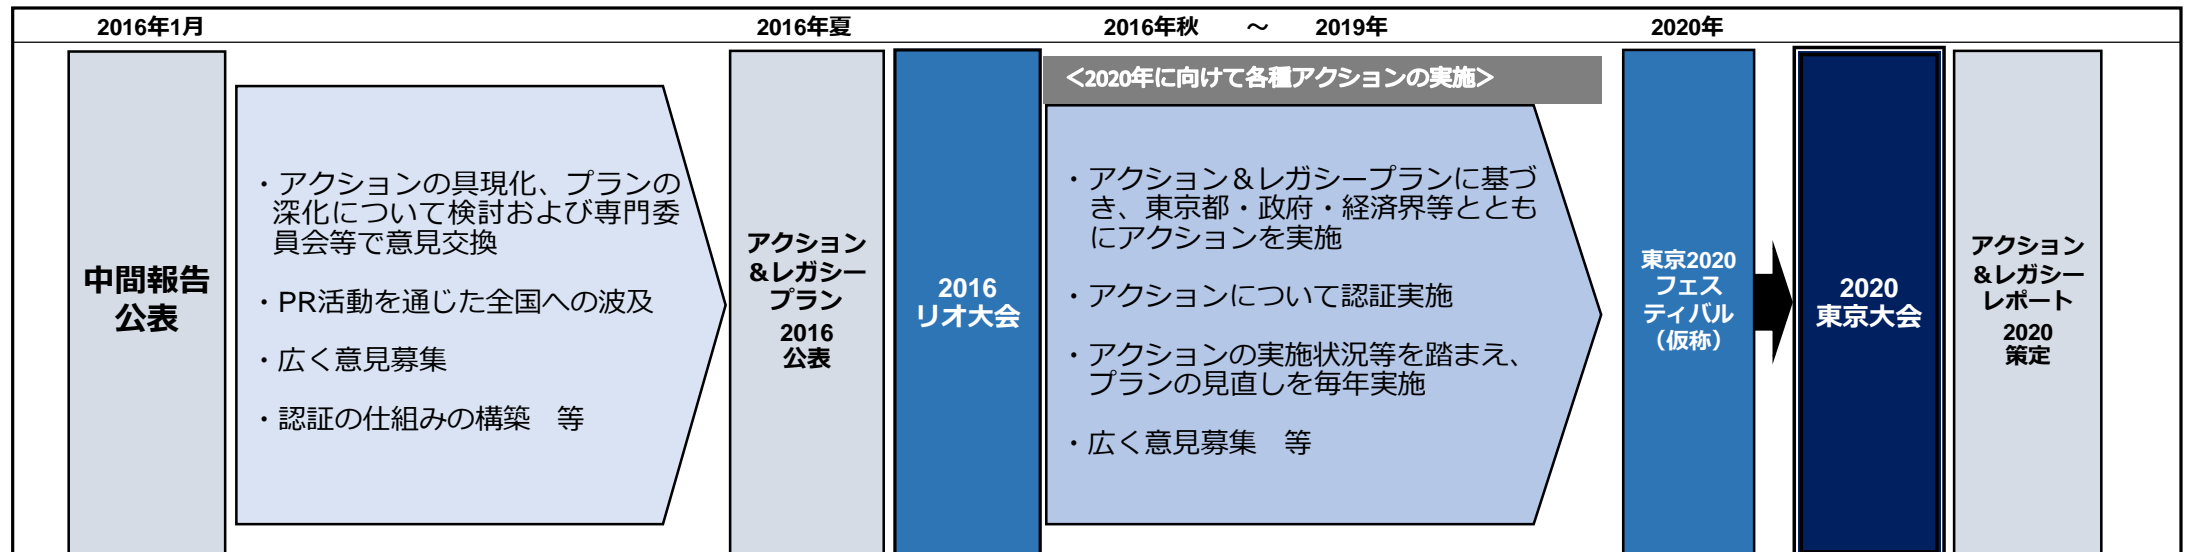 2016年1月
2016年夏
2016年秋　～　2019年
2020年
中間報告
公表
・アクションの具現化、プランの
深化について検討および専門委
員会等で意見交換
・PR活動を通じた全国への波及
・広く意見募集
・認証の仕組みの構築　等
アクション
&レガシー
プラン
2016
公表
2016
リオ大会
＜2020年に向けて各種アクションの実施＞
・アクション＆レガシープランに基づ
き、東京都・政府・経済界等ととも
にアクションを実施
・アクションについて認証実施
・アクションの実施状況等を踏まえ、
プランの見直しを毎年実施
・広く意見募集　等
東京2020
フェス
ティバル
（仮称）
2020
東京大会
アクション
&レガシー
レポート
2020
策定